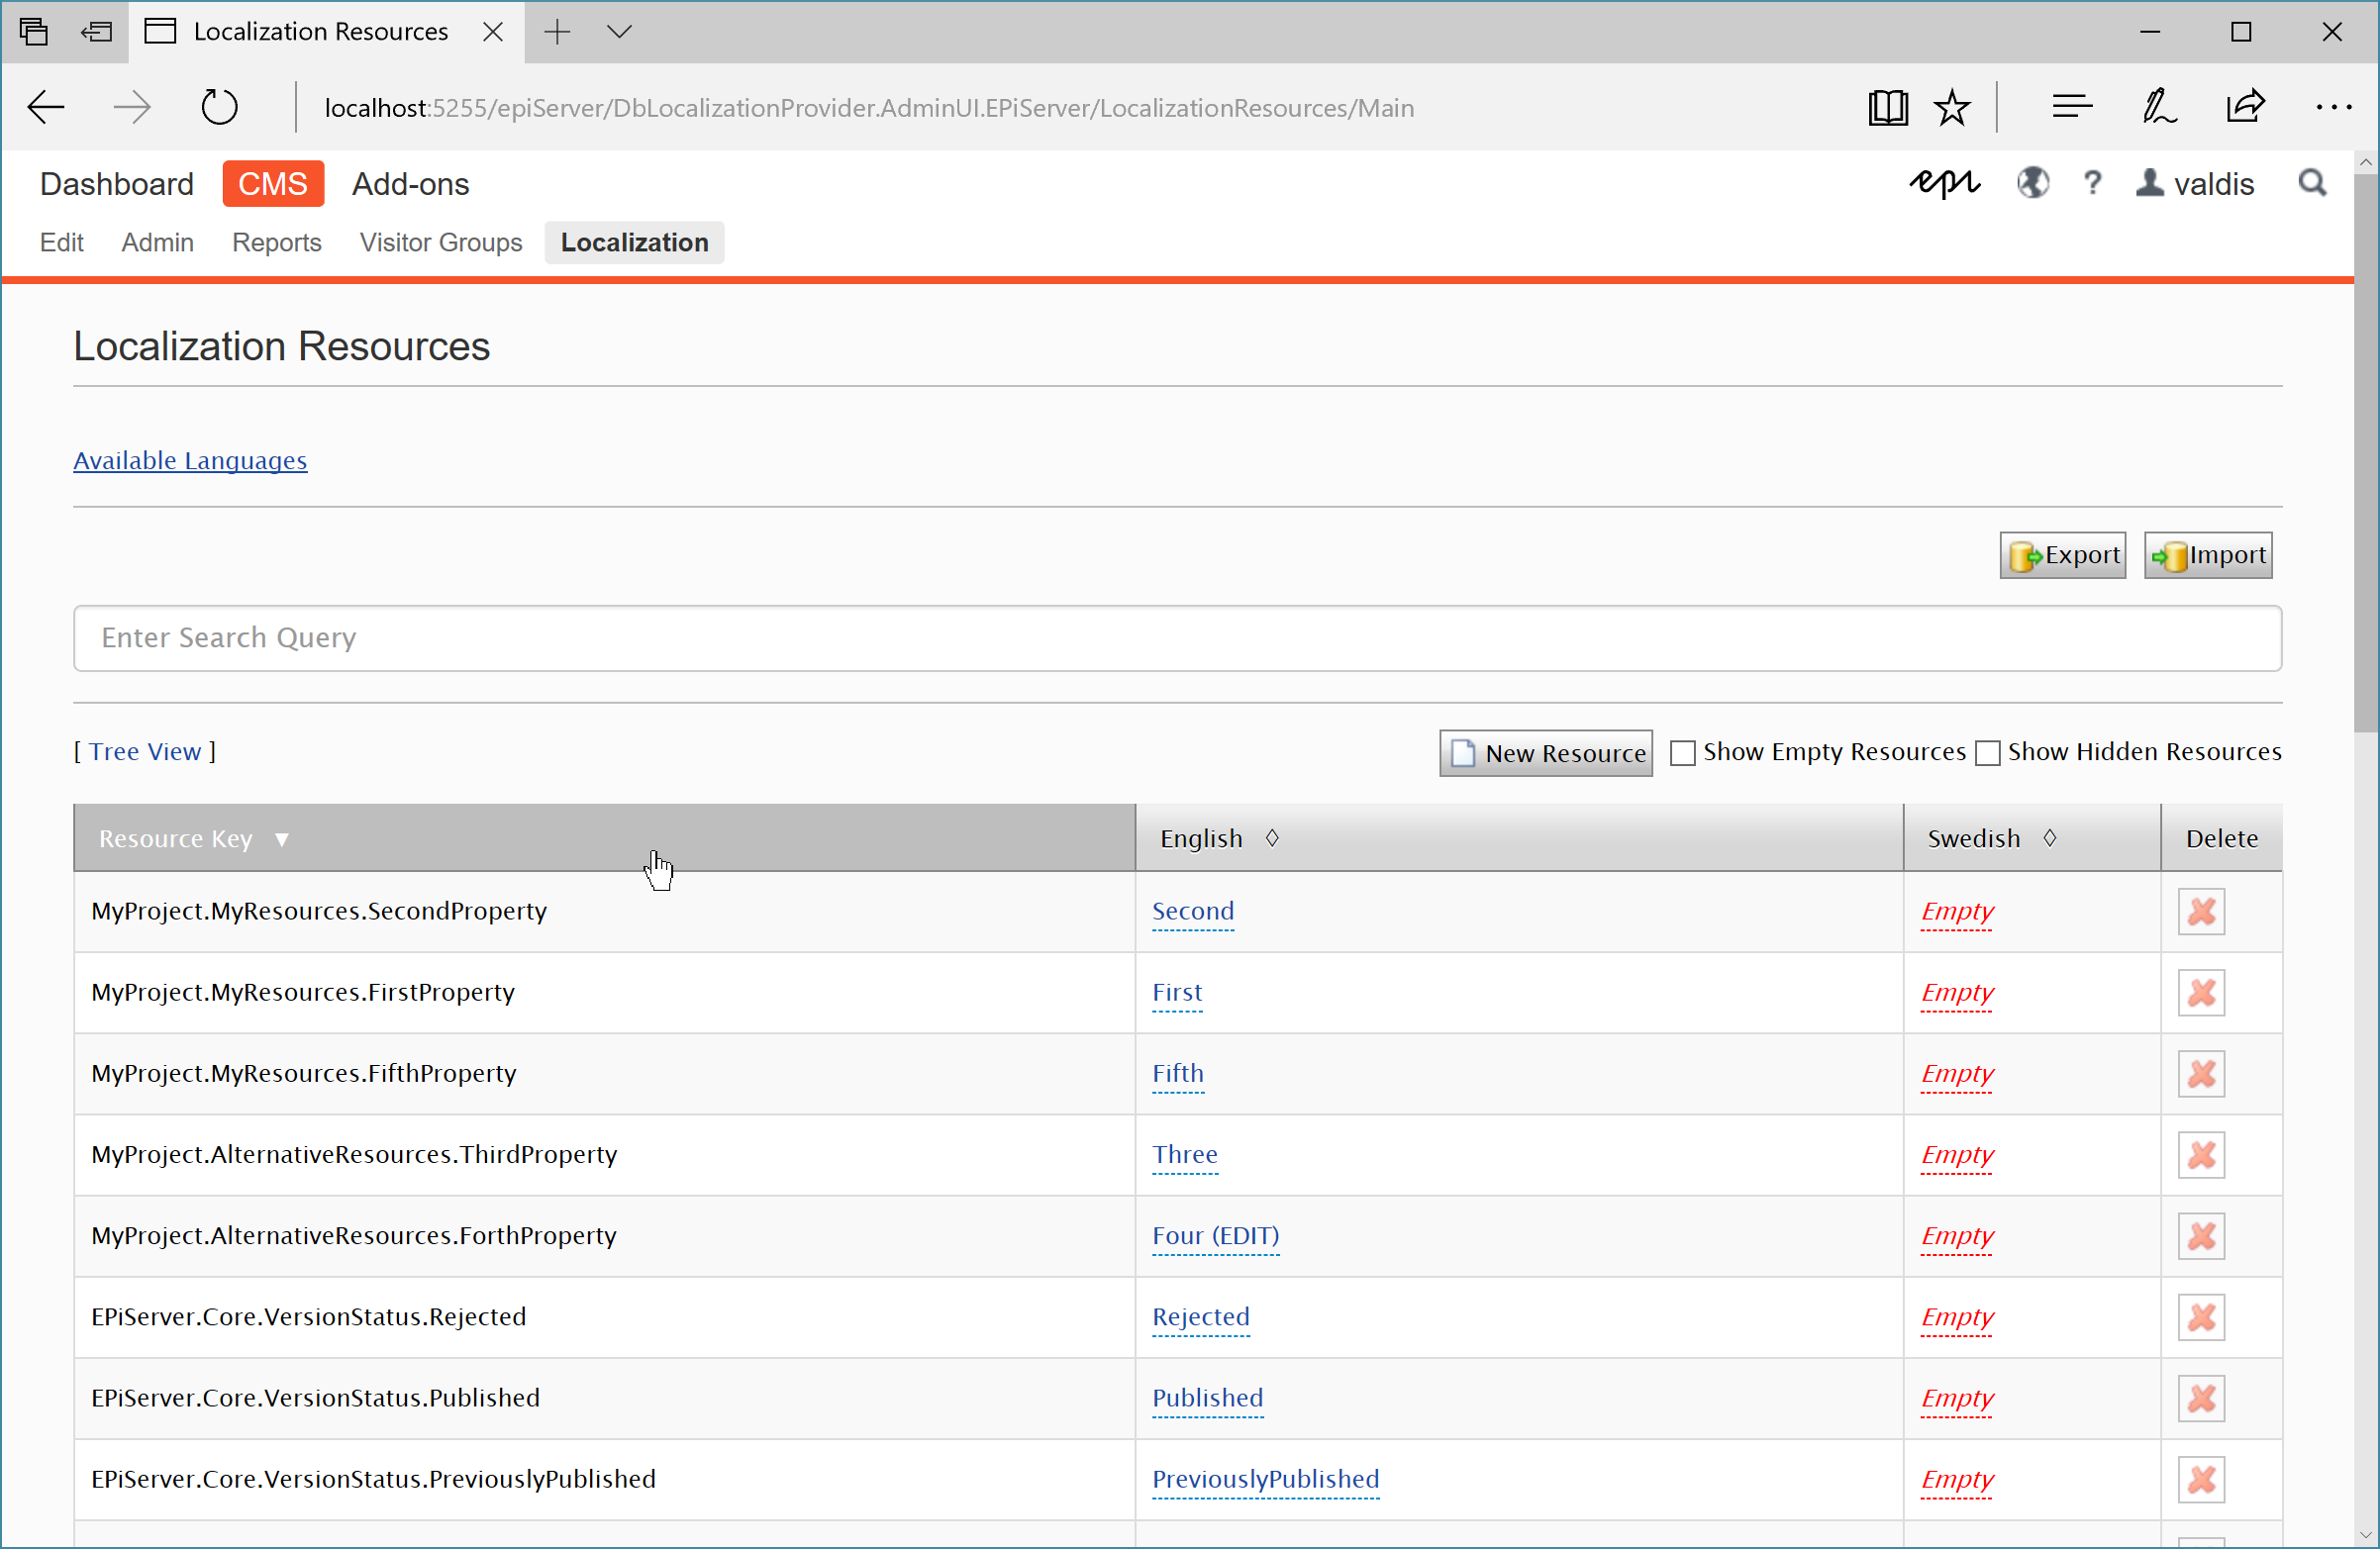 Localization Resources
localhost:5255/epiServer/DbLocalizationProvider.AdminUI.EPiServer/LocalizationResources/Main
Dashboard CMS Add-ons epi ? valdis
Edit Admin Reports Visitor Groups Localization
Localization Resources
Available Languages
Export Import
Enter Search Query
[ Tree View ] New Resource Show Empty Resources Show Hidden Resources
Resource Key ▼ English ◊ Swedish ◊ Delete
MyProject.MyResources.SecondProperty Second Empty
MyProject.MyResources.FirstProperty First Empty
MyProject.MyResources.FifthProperty Fifth Empty
MyProject.AlternativeResources.ThirdProperty Three Empty
MyProject.AlternativeResources.ForthProperty Four (EDIT) Empty
EPiServer.Core.VersionStatus.Rejected Rejected Empty
EPiServer.Core.VersionStatus.Published Published Empty
EPiServer.Core.VersionStatus.PreviouslyPublished PreviouslyPublished Empty